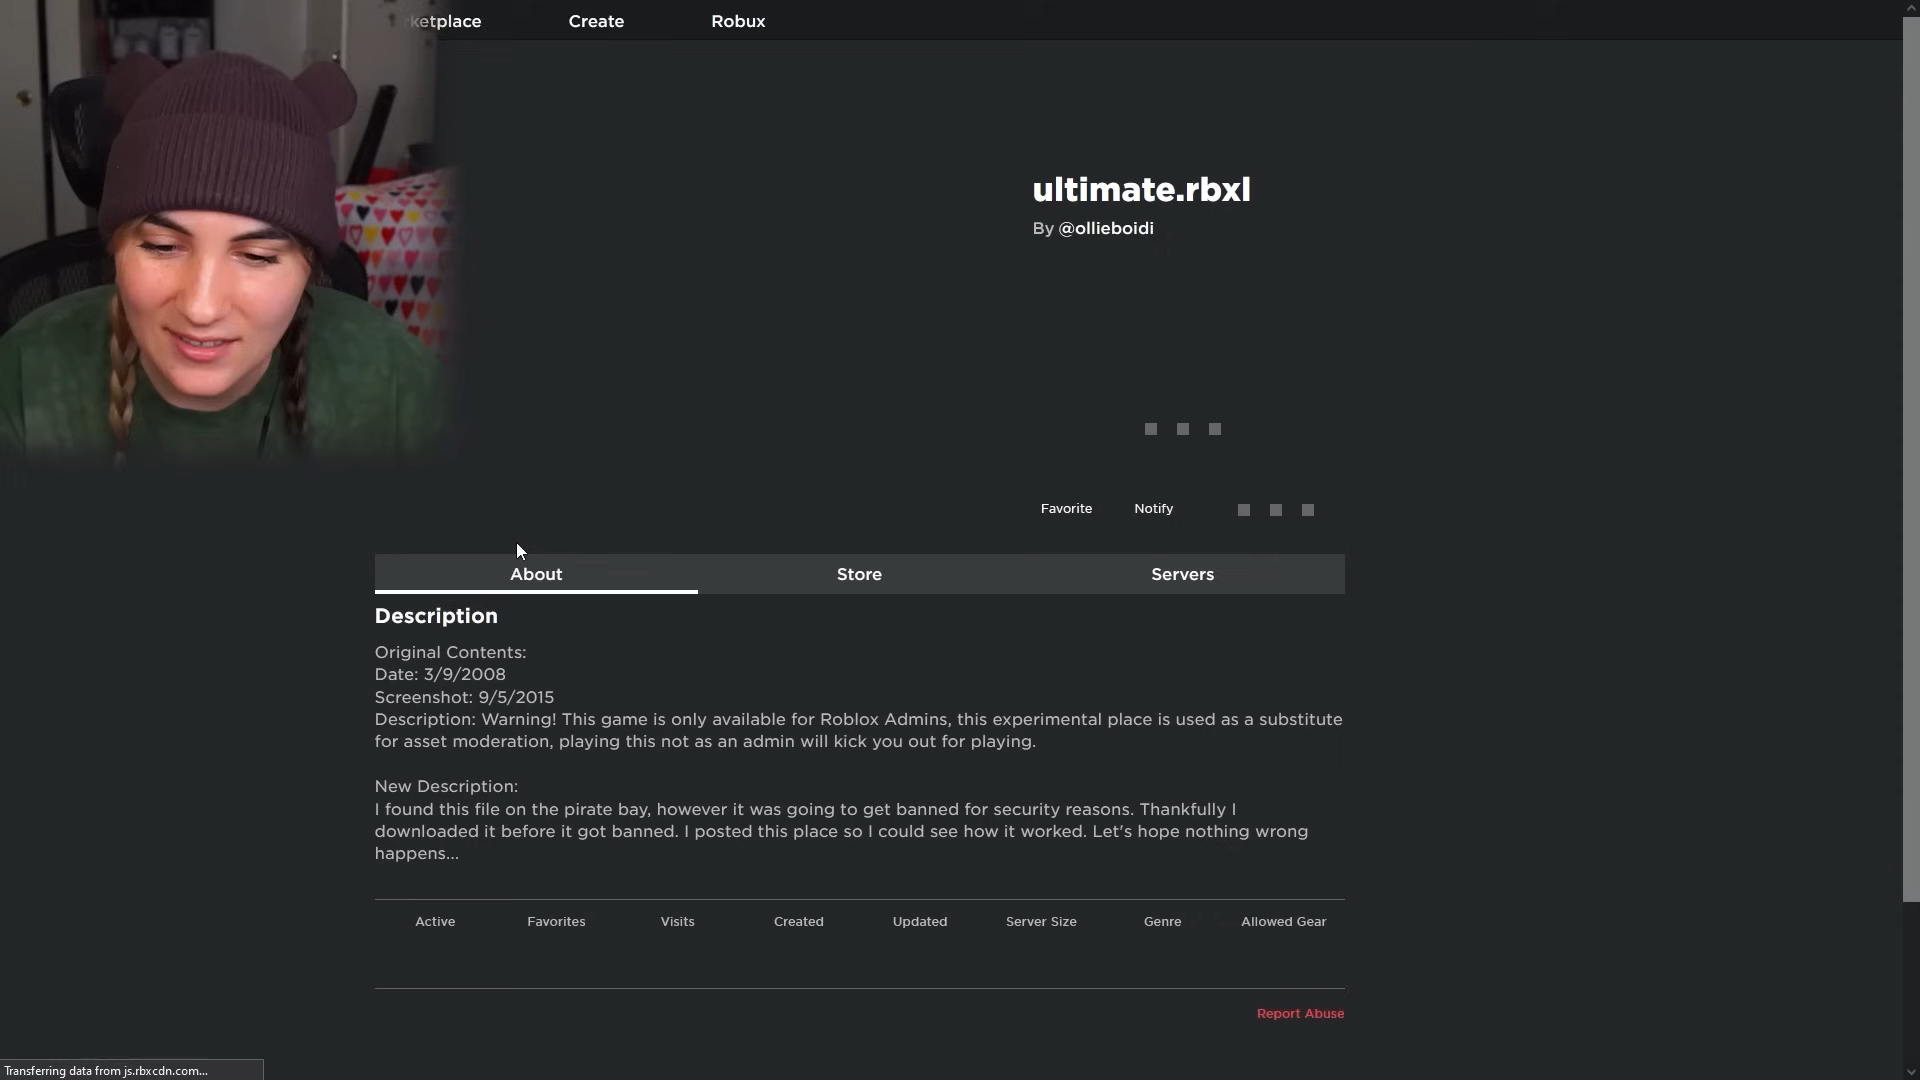 ketplace
Create
Robux
ultimate.rbxl
By @ollieboidi
Favorite
Notify
About
Store
Servers
Description
Original Contents:
Date: 3/9/2008
Screenshot: 9/5/2015
Description: Warning! This game is only available for Roblox Admins, this experimental place is used as a substitute
for asset moderation, playing this not as an admin will kick you out for playing.
New Description:
I found this file on the pirate bay, however it was going to get banned for security reasons. Thankfully I
downloaded it before it got banned. I posted this place so I could see how it worked. Let's hope nothing wrong
happens...
Active
Favorites
Visits
Created
Updated
Server Size
Genre
Allowed Gear
Report Abuse
Transferring data from js.rbxcdn.com...